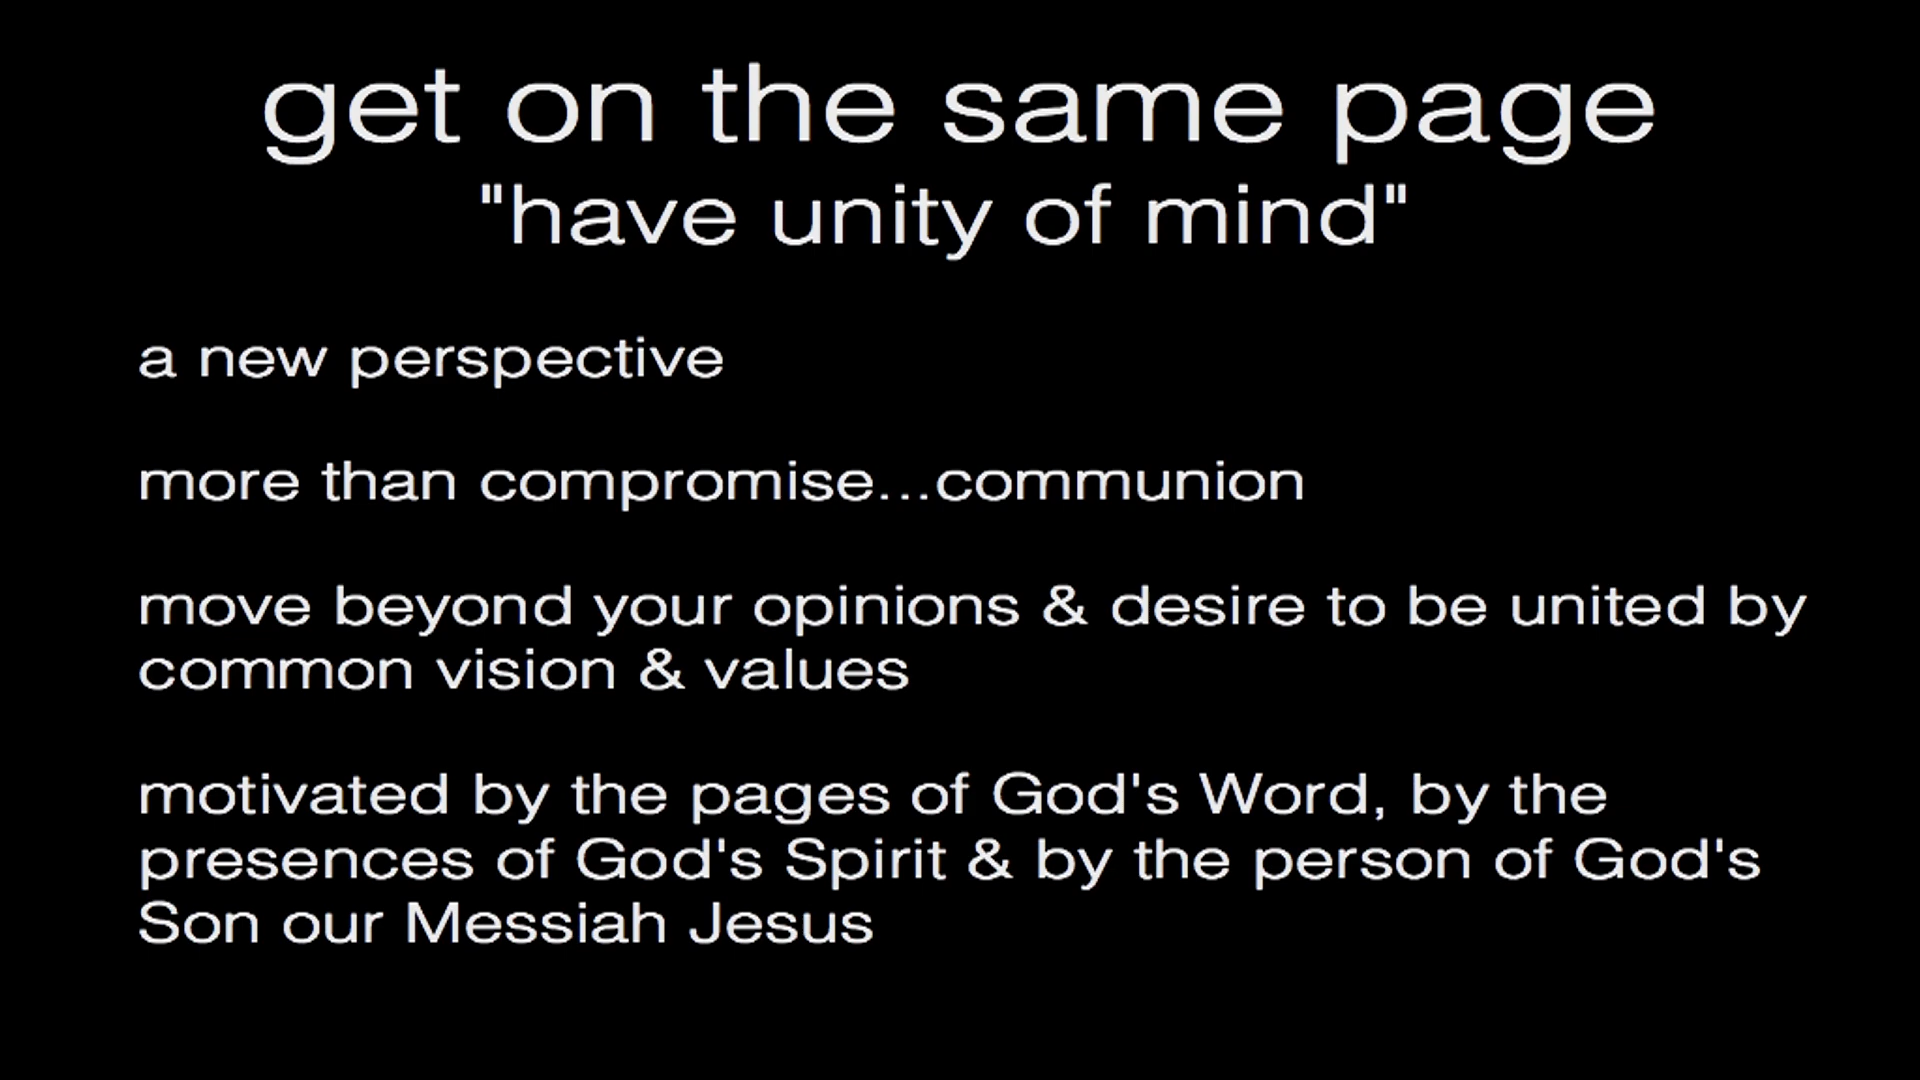 get on the same page
"have unity of mind"
a new perspective
more than compromise...communion
move beyond your opinions & desire to be united by
common vision & values
motivated by the pages of God's Word, by the
presences of God's Spirit & by the person of God's
Son our Messiah Jesus